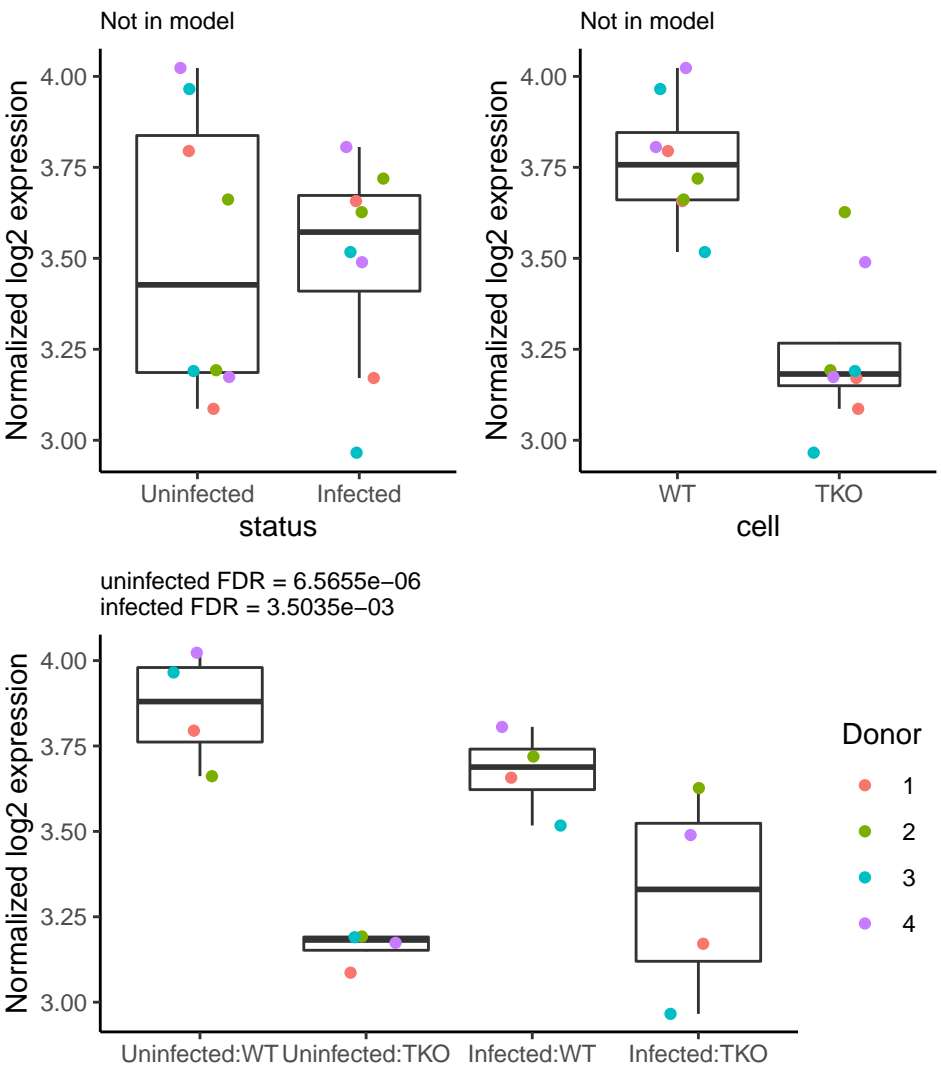 Not in model
Normalized log2 expression
4.00
3.75
3.50
3.25
3.00
Uninfected Infected
status
Not in model
Normalized log2 expression
4.00
3.75
3.50
3.25
3.00
WT TKO
cell
uninfected FDR = 6.5655e−06
infected FDR = 3.5035e−03
Normalized log2 expression
4.00
3.75
3.50
3.25
3.00
Uninfected:WT Uninfected:TKO Infected:WT Infected:TKO
Donor
1
2
3
4